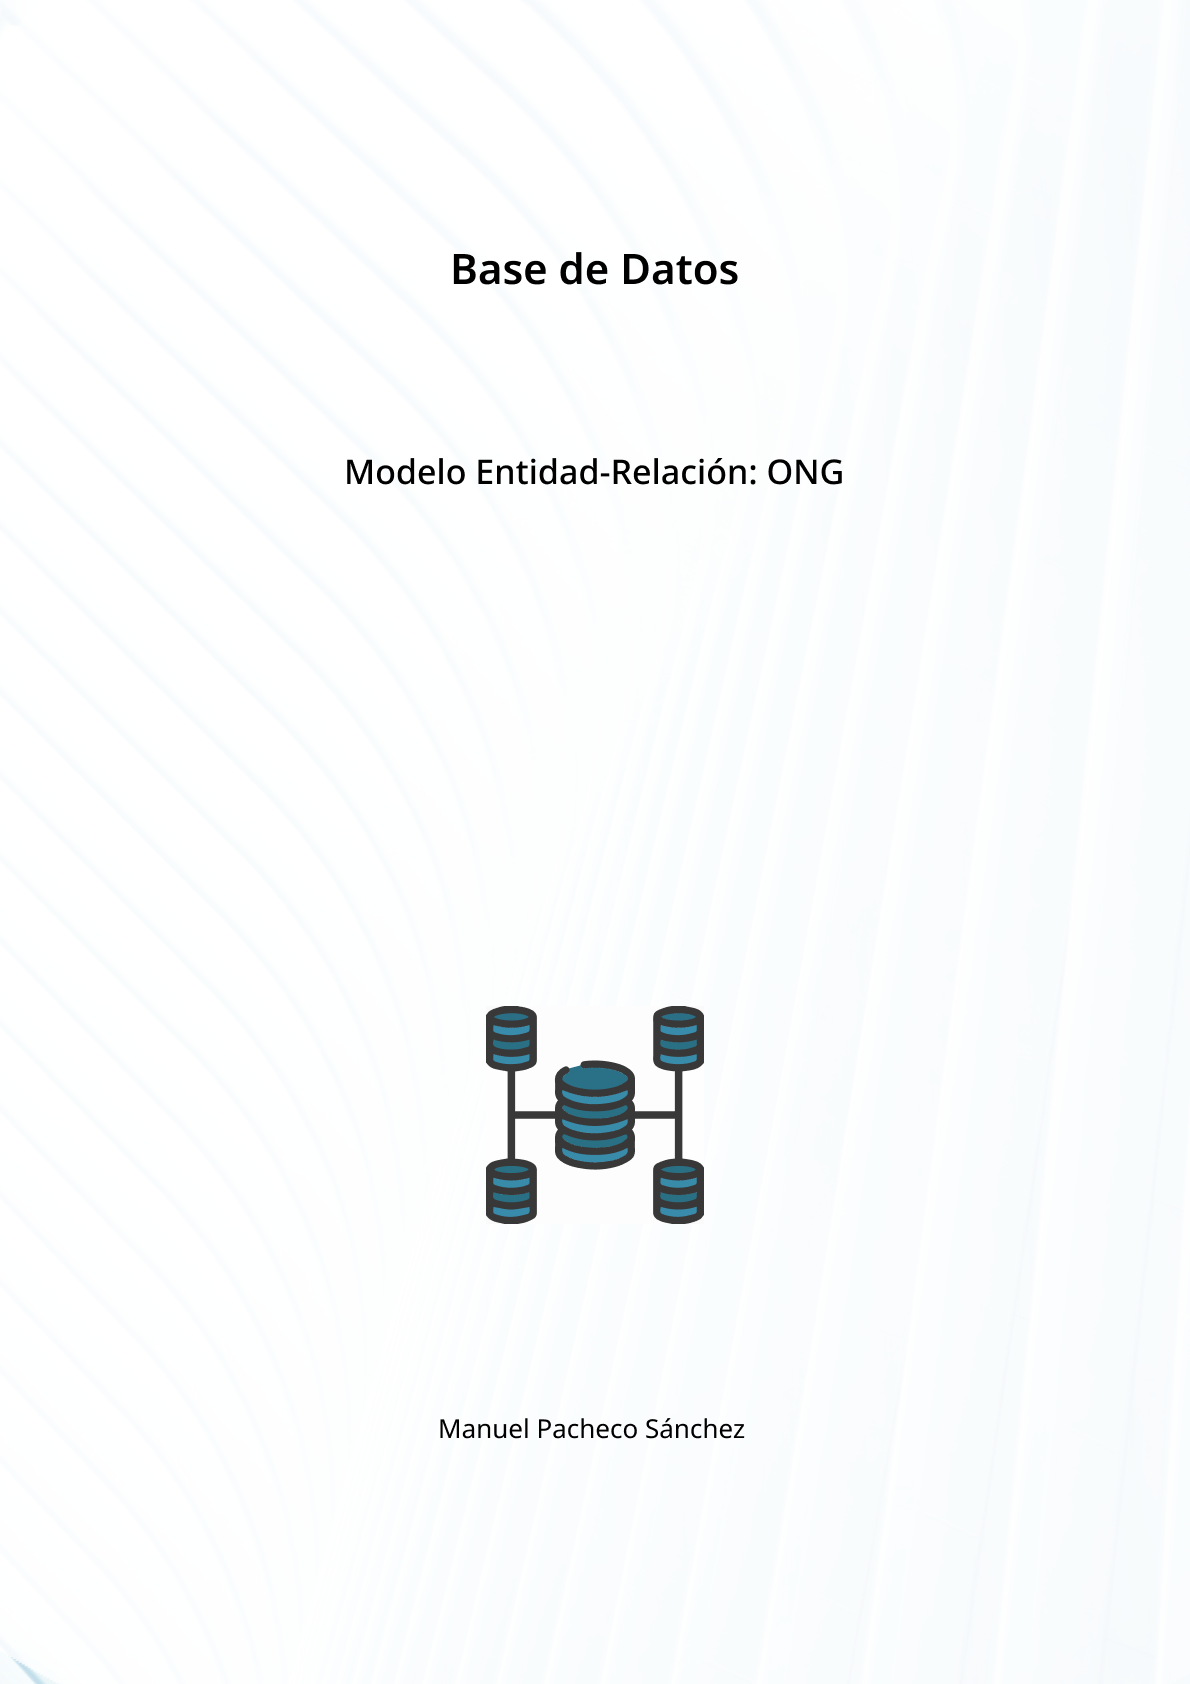 Base de Datos
Modelo Entidad-Relación: ONG
Manuel Pacheco Sánchez